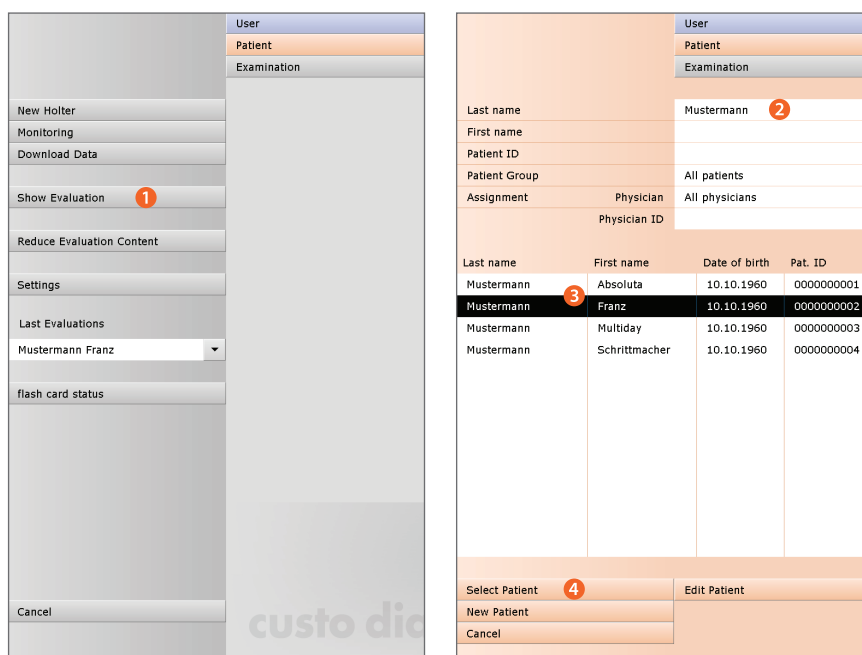 User
Patient
Examination
New Holter
Monitoring
Download Data
Show Evaluation 1
Reduce Evaluation Content
Settings
Last Evaluations
Mustermann Franz
flash card status
Cancel
custo dia
User
Patient
Examination
Last name Mustermann 2
First name
Patient ID
Patient Group All patients
Assignment Physician All physicians
Physician ID
Last name First name Date of birth Pat. ID
Mustermann Absoluta 10.10.1960 0000000001
3
Mustermann Franz 10.10.1960 0000000002
Mustermann Multiday 10.10.1960 0000000003
Mustermann Schrittmacher 10.10.1960 0000000004
Select Patient 4 Edit Patient
New Patient
Cancel